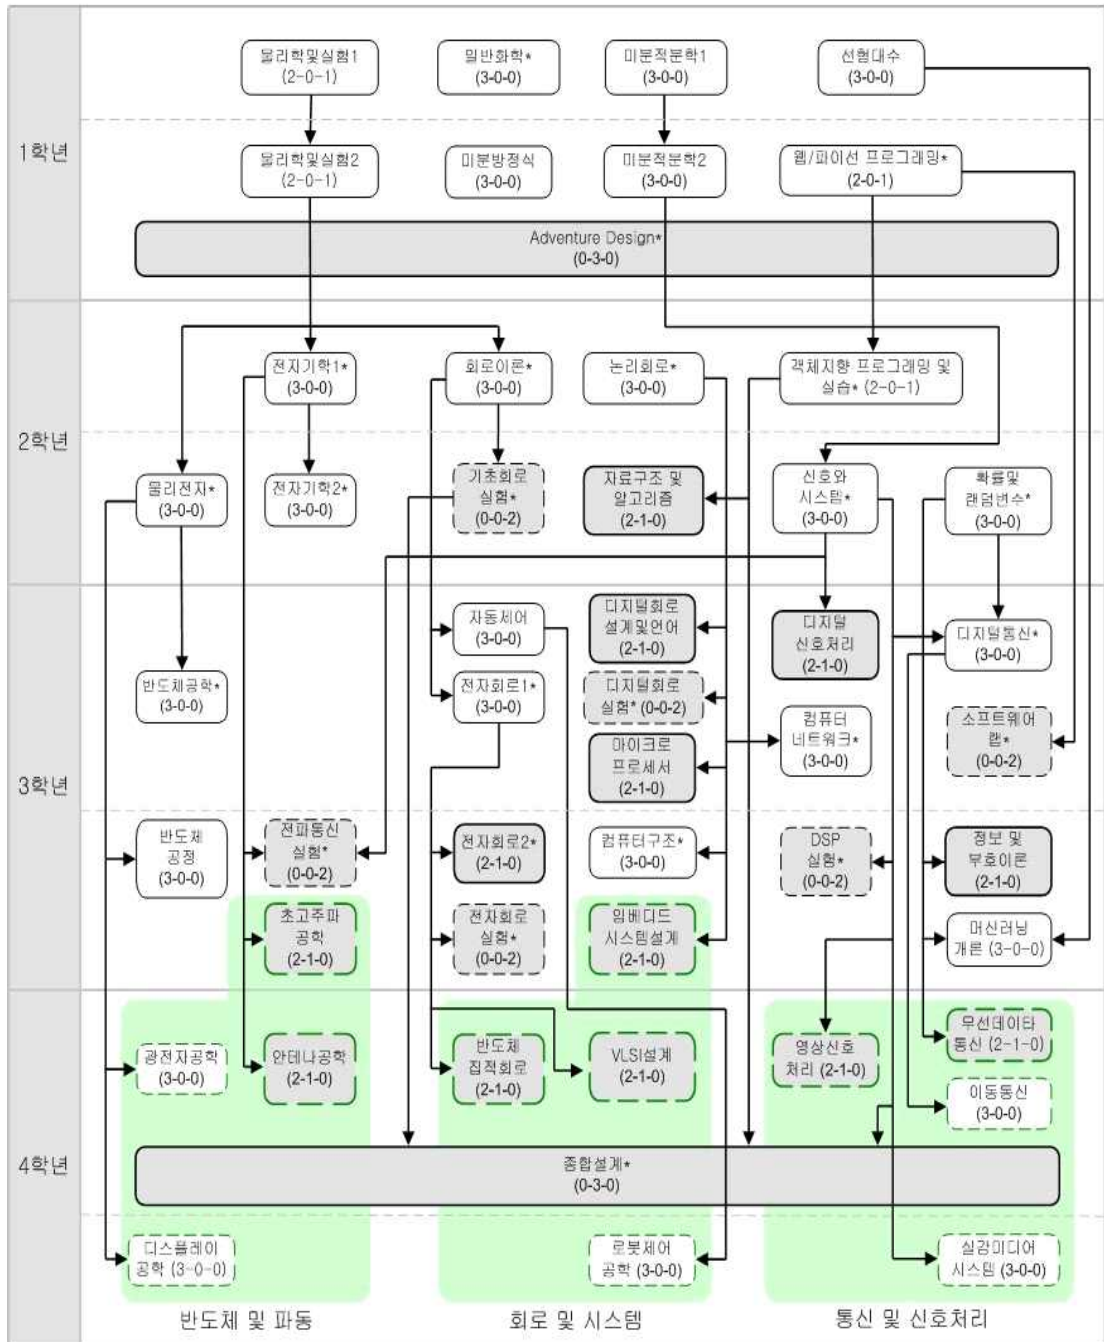 1학년
물리학및실험1
(2-0-1)
일반화학*
(3-0-0)
미분적분학1
(3-0-0)
선형대수
(3-0-0)
물리학및실험2
(2-0-1)
미분방정식
(3-0-0)
미분적분학2
(3-0-0)
웹/파이선 프로그래밍*
(2-0-1)
Adventure Design*
(0-3-0)
2학년
전자기학1*
(3-0-0)
회로이론*
(3-0-0)
논리회로*
(3-0-0)
객체지향 프로그래밍 및
실습* (2-0-1)
물리전자*
(3-0-0)
전자기학2*
(3-0-0)
기초회로
실험*
(0-0-2)
자료구조 및
알고리즘
(2-1-0)
신호와
시스템*
(3-0-0)
확률및
랜덤변수*
(3-0-0)
3학년
자동제어
(3-0-0)
디지털회로
설계및언어
(2-1-0)
디지털
신호처리
(2-1-0)
디지털통신*
(3-0-0)
반도체공학*
(3-0-0)
전자회로1*
(3-0-0)
디지털회로
실험* (0-0-2)
마이크로
프로세서
(2-1-0)
컴퓨터
네트워크*
(3-0-0)
소프트웨어
랩*
(0-0-2)
반도체
공정
(3-0-0)
전파통신
실험*
(0-0-2)
전자회로2*
(2-1-0)
컴퓨터구조*
(3-0-0)
DSP
실험*
(0-0-2)
정보 및
부호이론
(2-1-0)
초고주파
공학
(2-1-0)
전자회로
실험*
(0-0-2)
임베디드
시스템설계
(2-1-0)
머신러닝
개론 (3-0-0)
4학년
광전자공학
(3-0-0)
안테나공학
(2-1-0)
반도체
집적회로
(2-1-0)
VLSI설계
(2-1-0)
영상신호
처리 (2-1-0)
무선데이타
통신 (2-1-0)
이동통신
(3-0-0)
종합설계*
(0-3-0)
디스플레이
공학 (3-0-0)
로봇제어
공학 (3-0-0)
실감미디어
시스템 (3-0-0)
반도체 및 파동
회로 및 시스템
통신 및 신호처리